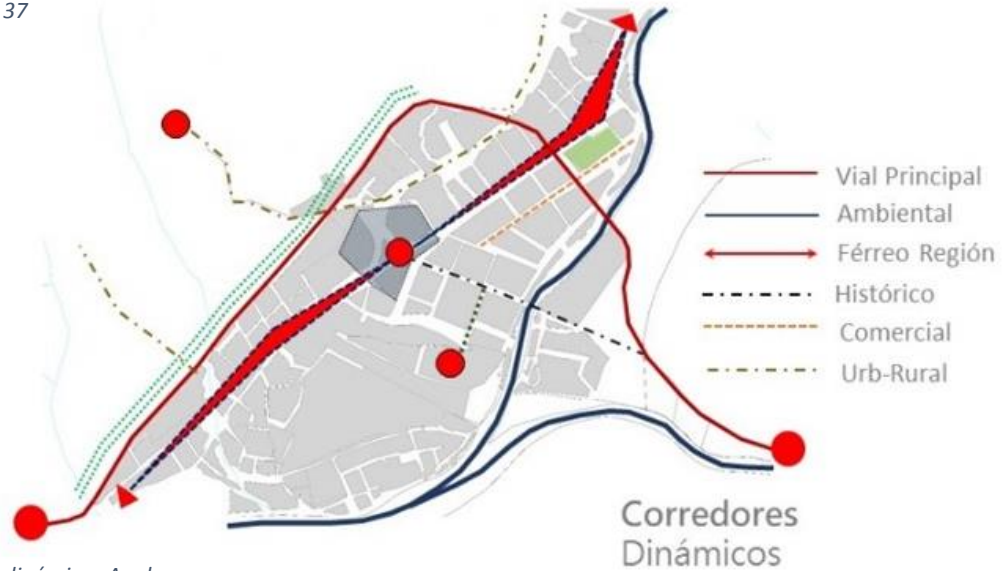 37
Vial Principal
Ambiental
Férreo Región
Histórico
Comercial
Urb-Rural
Corredores
Dinámicos